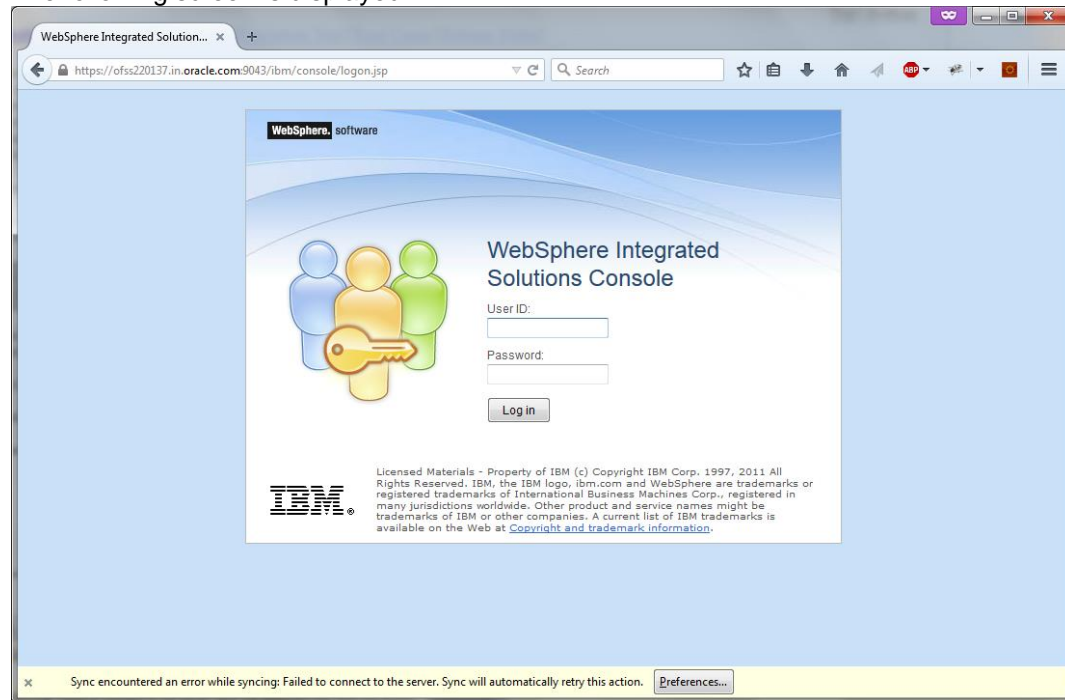 WebSphere Integrated Solution... × +
https://ofss220137.in.oracle.com:9043/ibm/console/logon.jsp Search ABP
WebSphere. software
WebSphere Integrated
Solutions Console
User ID:
Password:
Log in
Licensed Materials - Property of IBM (c) Copyright IBM Corp. 1997, 2011 All
Rights Reserved. IBM, the IBM logo, ibm.com and WebSphere are trademarks or
registered trademarks of International Business Machines Corp., registered in
many jurisdictions worldwide. Other product and service names might be
trademarks of IBM or other companies. A current list of IBM trademarks is
available on the Web at Copyright and trademark information.
IBM®
× Sync encountered an error while syncing: Failed to connect to the server. Sync will automatically retry this action. Preferences...